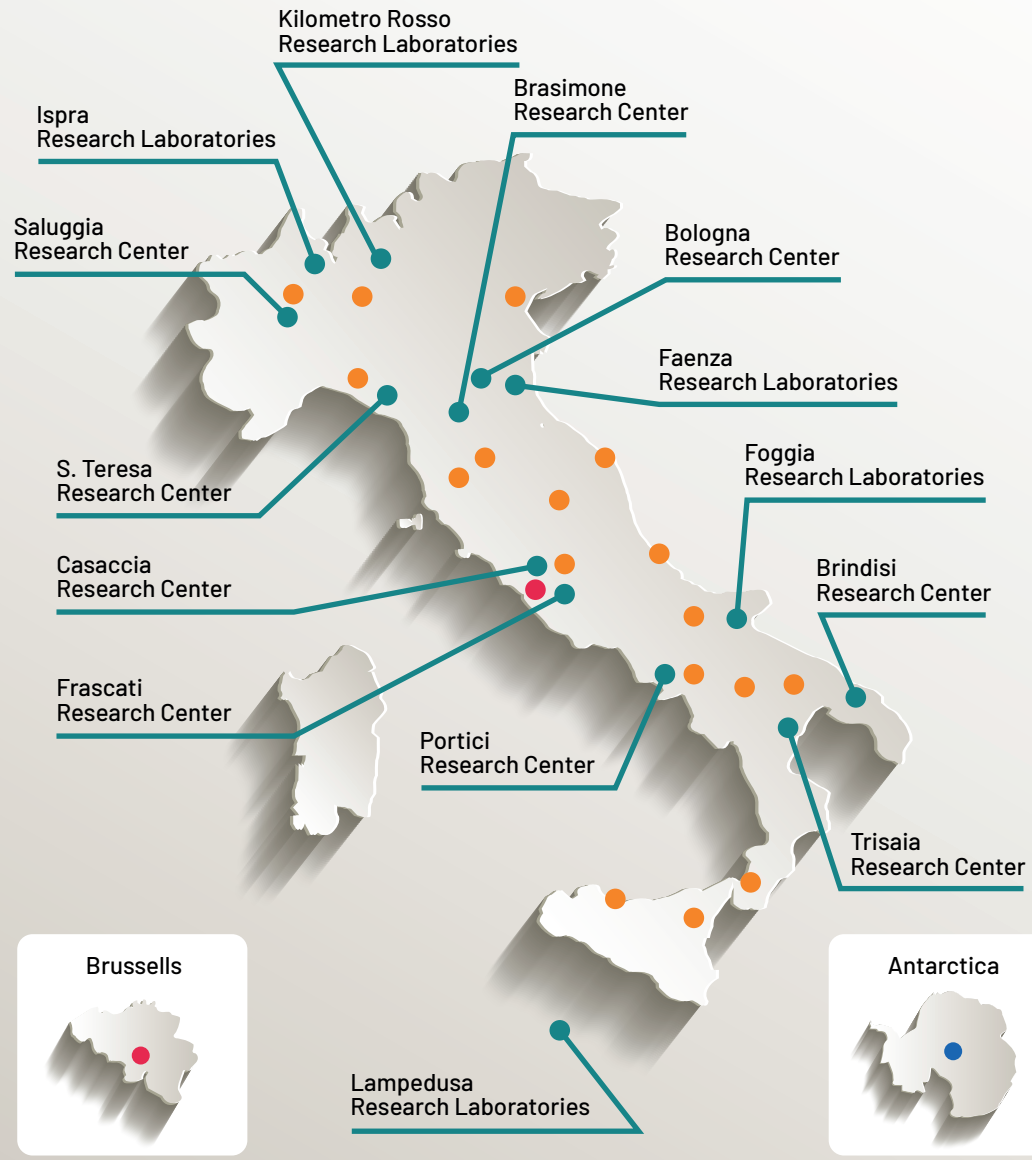 Kilometro Rosso
Research Laboratories
Brasimone
Research Center
Ispra
Research Laboratories
Saluggia
Research Center
Bologna
Research Center
Faenza
Research Laboratories
S. Teresa
Research Center
Foggia
Research Laboratories
Casaccia
Research Center
Brindisi
Research Center
Frascati
Research Center
Portici
Research Center
Trisaia
Research Center
Brussells
Antarctica
Lampedusa
Research Laboratories